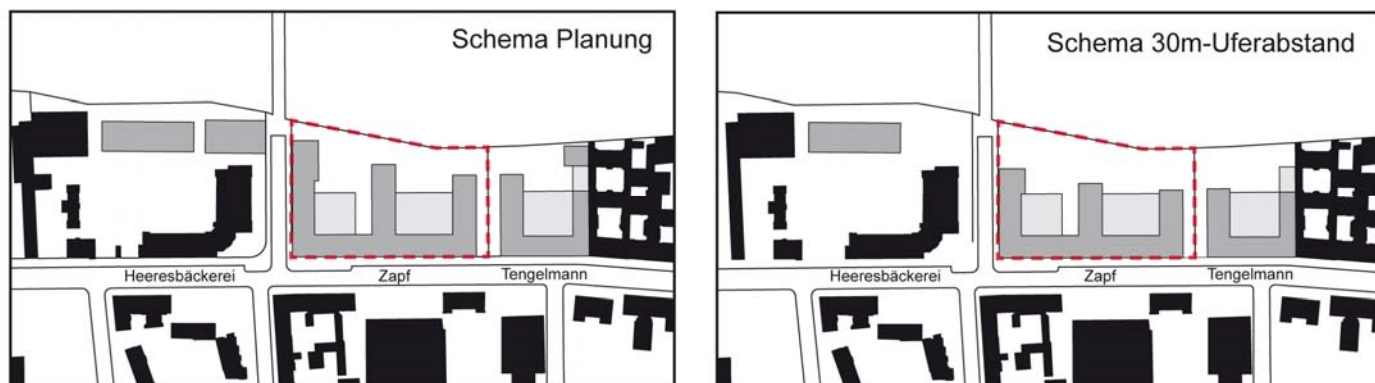 Schema Planung
Heeresbäckerei
Zapf
Tengelmann
Schema 30m-Uferabstand
Heeresbäckerei
Zapf
Tengelmann